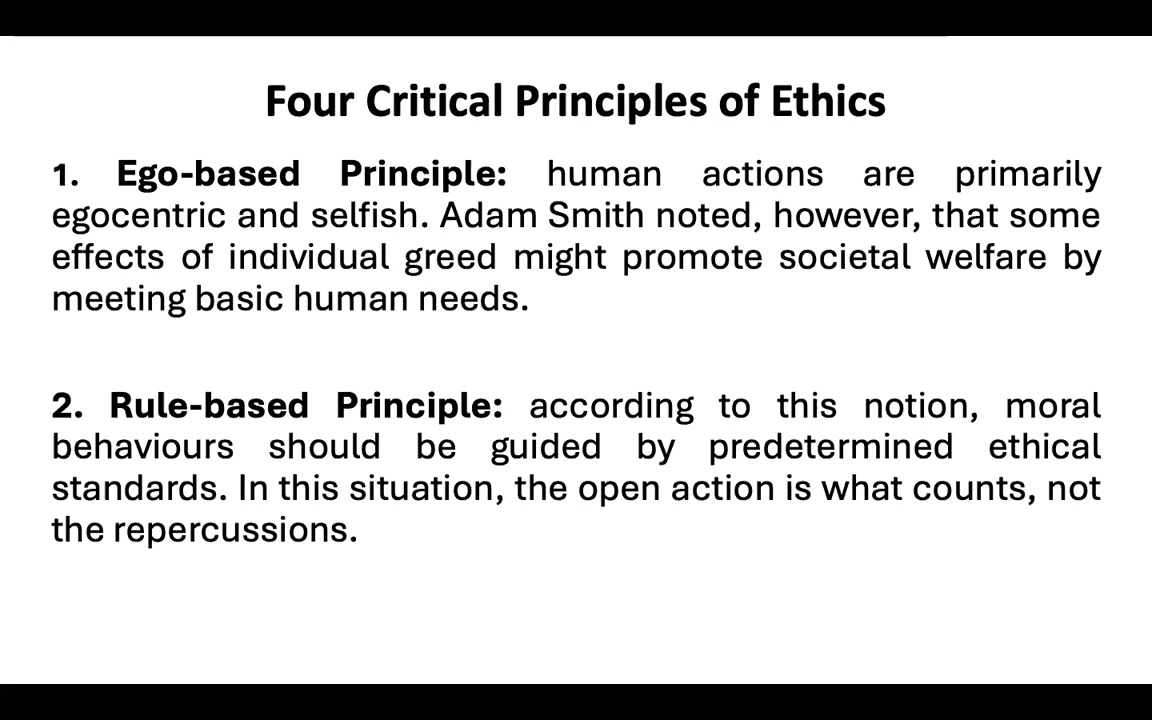 Four Critical Principles of Ethics
1. Ego-based Principle: human actions are primarily
egocentric and selfish. Adam Smith noted, however, that some
effects of individual greed might promote societal welfare by
meeting basic human needs.
2. Rule-based Principle: according to this notion, moral
behaviours should be guided by predetermined ethical
standards. In this situation, the open action is what counts, not
the repercussions.